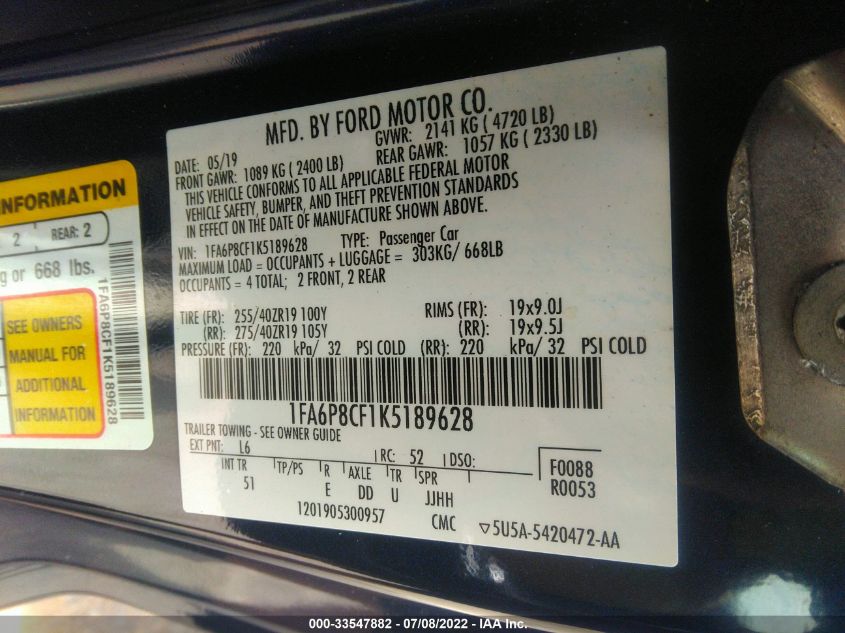 NFORMATION
2 REAR: 2
g or 668 lbs.
SEE OWNERS
MANUAL FOR
ADDITIONAL
INFORMATION
1FA6P8CF1K5189628
MFD. BY FORD MOTOR CO.
DATE: 05/19 GVWR: 2141 KG ( 4720 LB)
FRONT GAWR: 1089 KG ( 2400 LB) REAR GAWR: 1057 KG ( 2330 LB)
THIS VEHICLE CONFORMS TO ALL APPLICABLE FEDERAL MOTOR
VEHICLE SAFETY, BUMPER, AND THEFT PREVENTION STANDARDS
IN EFFECT ON THE DATE OF MANUFACTURE SHOWN ABOVE.
VIN: 1FA6P8CF1K5189628 TYPE: Passenger Car
MAXIMUM LOAD = OCCUPANTS + LUGGAGE = 303KG/ 668LB
OCCUPANTS = 4 TOTAL; 2 FRONT, 2 REAR
TIRE (FR): 255/40ZR19 100Y RIMS (FR): 19x9.0J
(RR): 275/40ZR19 105Y (RR): 19x9.5J
PRESSURE (FR): 220 kPa/ 32 PSI COLD (RR): 220 kPa/ 32 PSI COLD
1FA6P8CF1K5189628
TRAILER TOWING - SEE OWNER GUIDE
EXT PNT: L6 RC: 52 DSO:
INT TR TP/PS R AXLE TR SPR
51 E DD U JJHH
F0088
R0053
1201905300957 CMC ▽5U5A-5420472-AA
000-33547882 - 07/08/2022 - IAA Inc.